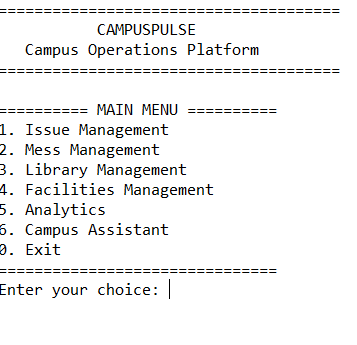 ======================================
CAMPUSPULSE
Campus Operations Platform
======================================
========== MAIN MENU ==========
1. Issue Management
2. Mess Management
3. Library Management
4. Facilities Management
5. Analytics
6. Campus Assistant
0. Exit
===============================
Enter your choice: